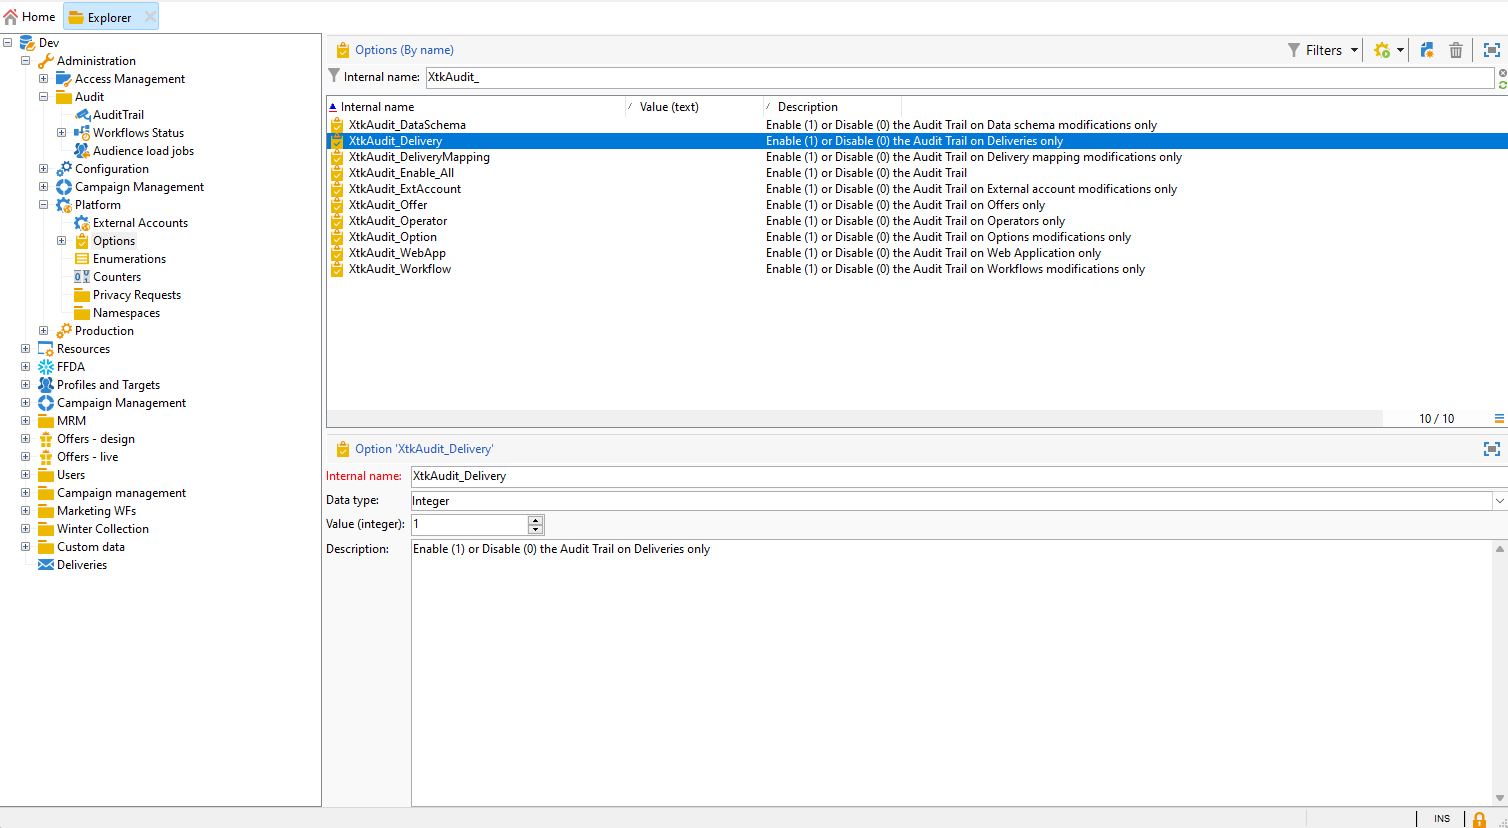 Home
Explorer
Dev
Administration
Access Management
Audit
AuditTrail
Workflows Status
Audience load jobs
Configuration
Campaign Management
Platform
External Accounts
Options
Enumerations
Counters
Privacy Requests
Namespaces
Production
Resources
FFDA
Profiles and Targets
Campaign Management
MRM
Offers - design
Offers - live
Users
Campaign management
Marketing WFs
Winter Collection
Custom data
Deliveries
Options (By name)
Filters
Internal name: XtkAudit_
Internal name Value (text) Description
XtkAudit_DataSchema Enable (1) or Disable (0) the Audit Trail on Data schema modifications only
XtkAudit_Delivery Enable (1) or Disable (0) the Audit Trail on Deliveries only
XtkAudit_DeliveryMapping Enable (1) or Disable (0) the Audit Trail on Delivery mapping modifications only
XtkAudit_Enable_All Enable (1) or Disable (0) the Audit Trail
XtkAudit_ExtAccount Enable (1) or Disable (0) the Audit Trail on External account modifications only
XtkAudit_Offer Enable (1) or Disable (0) the Audit Trail on Offers only
XtkAudit_Operator Enable (1) or Disable (0) the Audit Trail on Operators only
XtkAudit_Option Enable (1) or Disable (0) the Audit Trail on Options modifications only
XtkAudit_WebApp Enable (1) or Disable (0) the Audit Trail on Web Application only
XtkAudit_Workflow Enable (1) or Disable (0) the Audit Trail on Workflows modifications only
10 / 10
Option 'XtkAudit_Delivery'
Internal name: XtkAudit_Delivery
Data type: Integer
Value (integer): 1
Description: Enable (1) or Disable (0) the Audit Trail on Deliveries only
INS